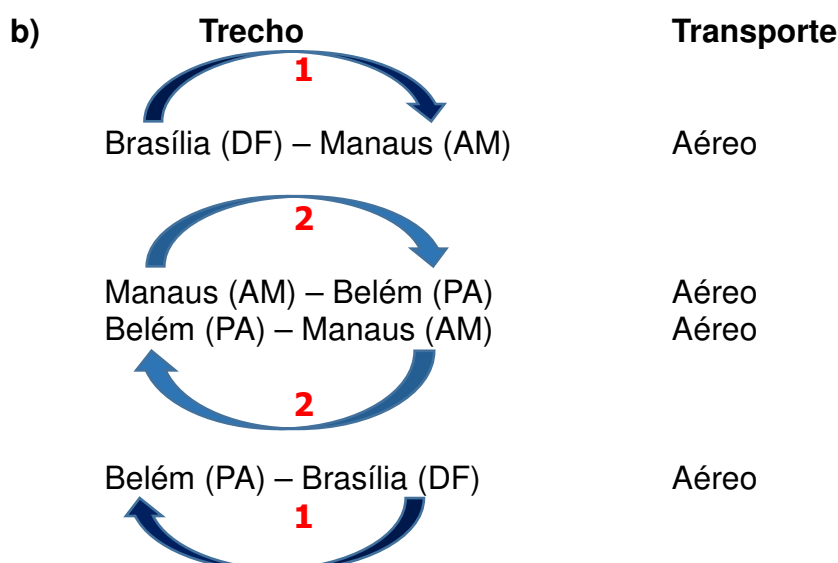 b) Trecho Transporte
1
Brasília (DF) – Manaus (AM) Aéreo
2
Manaus (AM) – Belém (PA) Aéreo
Belém (PA) – Manaus (AM) Aéreo
2
Belém (PA) – Brasília (DF) Aéreo
1